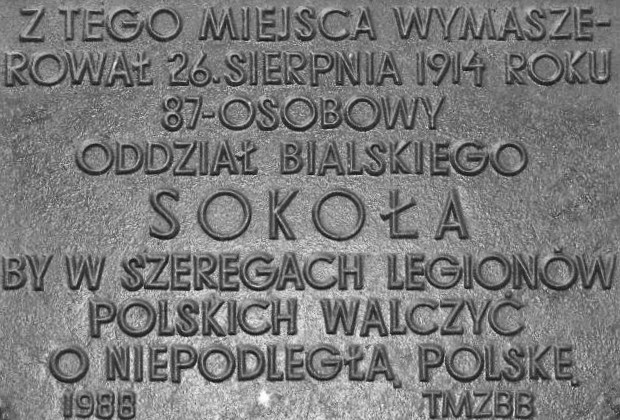 Z TEGO MIEJSCA WYMASZE-
ROWAŁ 26. SIERPNIA 1914 ROKU
87-OSOBOWY
ODDZIAŁ BIALSKIEGO
SOKOŁA
BY W SZEREGACH LEGIONÓW
POLSKICH WALCZYĆ
O NIEPODLEGŁĄ POLSKĘ
1988 TMZBB